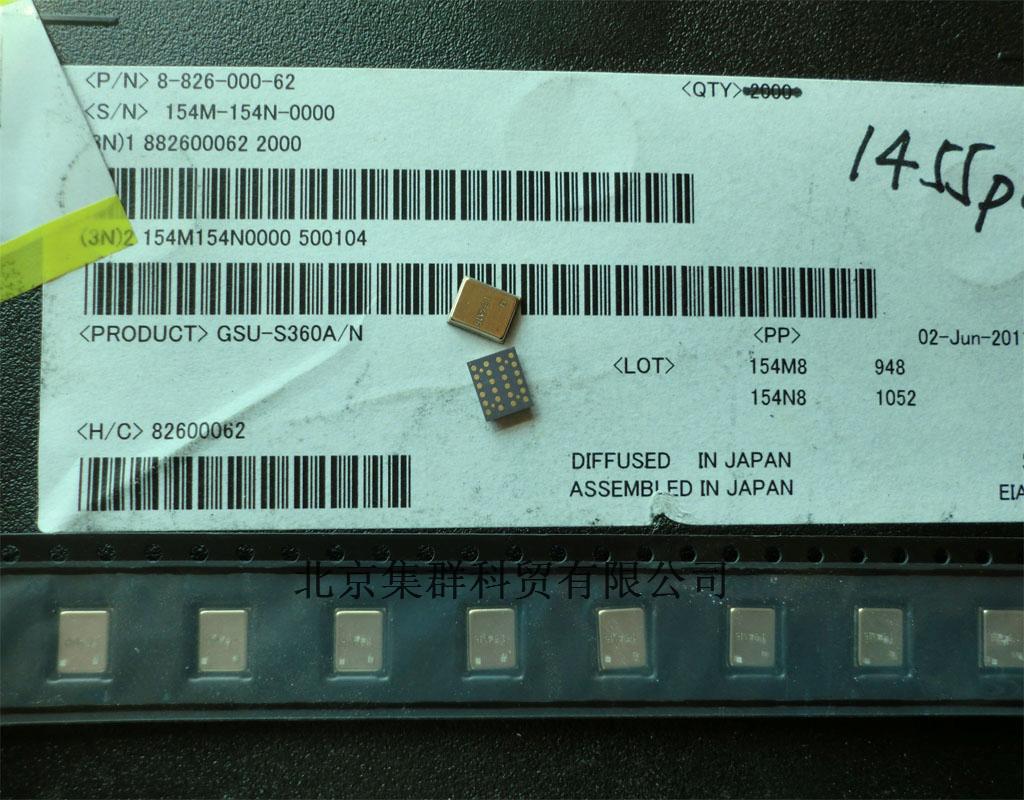 <P/N> 8-826-000-62
<QTY> 2000
<S/N> 154M-154N-0000
3N)1 882600062 2000
1455p
(3N)2 154M154N0000 500104
<PRODUCT> GSU-S360A/N
<PP>
02-Jun-201
<LOT>
154M8 948
154N8 1052
<H/C> 82600062
DIFFUSED IN JAPAN
ASSEMBLED IN JAPAN
EIA
北京集群科贸有限公司